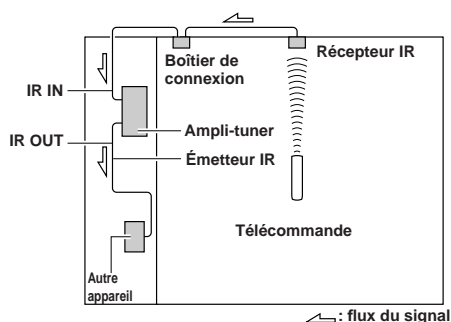 Boîtier de
connexion
Récepteur IR
IR IN
Ampli-tuner
IR OUT
Émetteur IR
Télécommande
Autre
appareil
: flux du signal